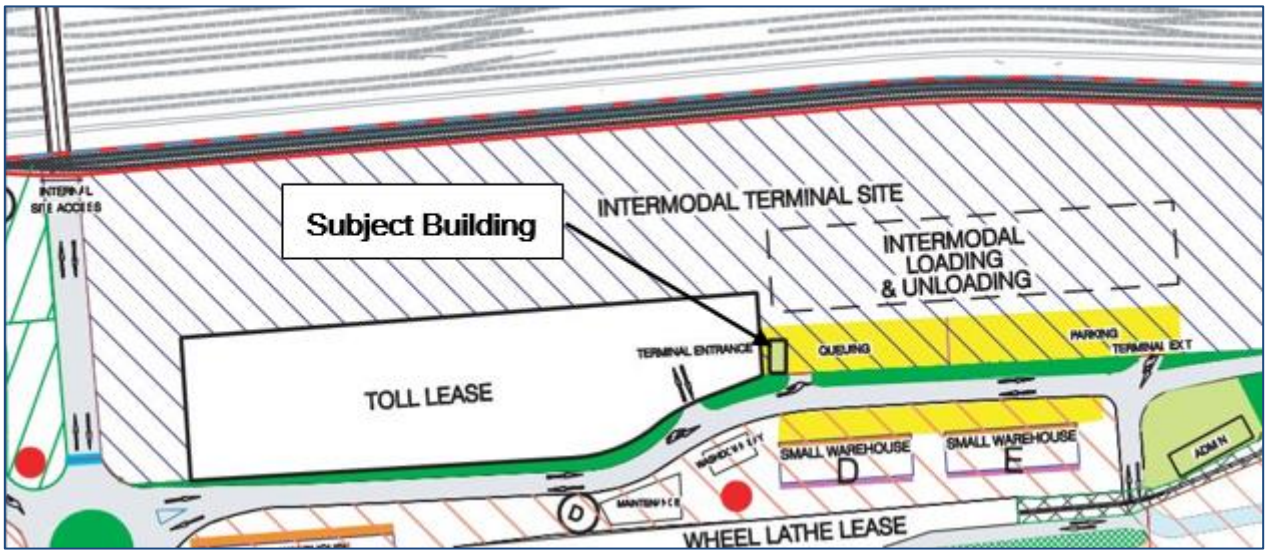 INTERNAL
SITE ACCESS
Subject Building
INTERMODAL TERMINAL SITE
INTERMODAL
LOADING
& UNLOADING
TERMINAL ENTRANCE
QUEUING
PARKING
TERMINAL EXIT
TOLL LEASE
SMALL WAREHOUSE
D
SMALL WAREHOUSE
E
ADMIN
MAINTENANCE
D
WHEEL LATHE LEASE